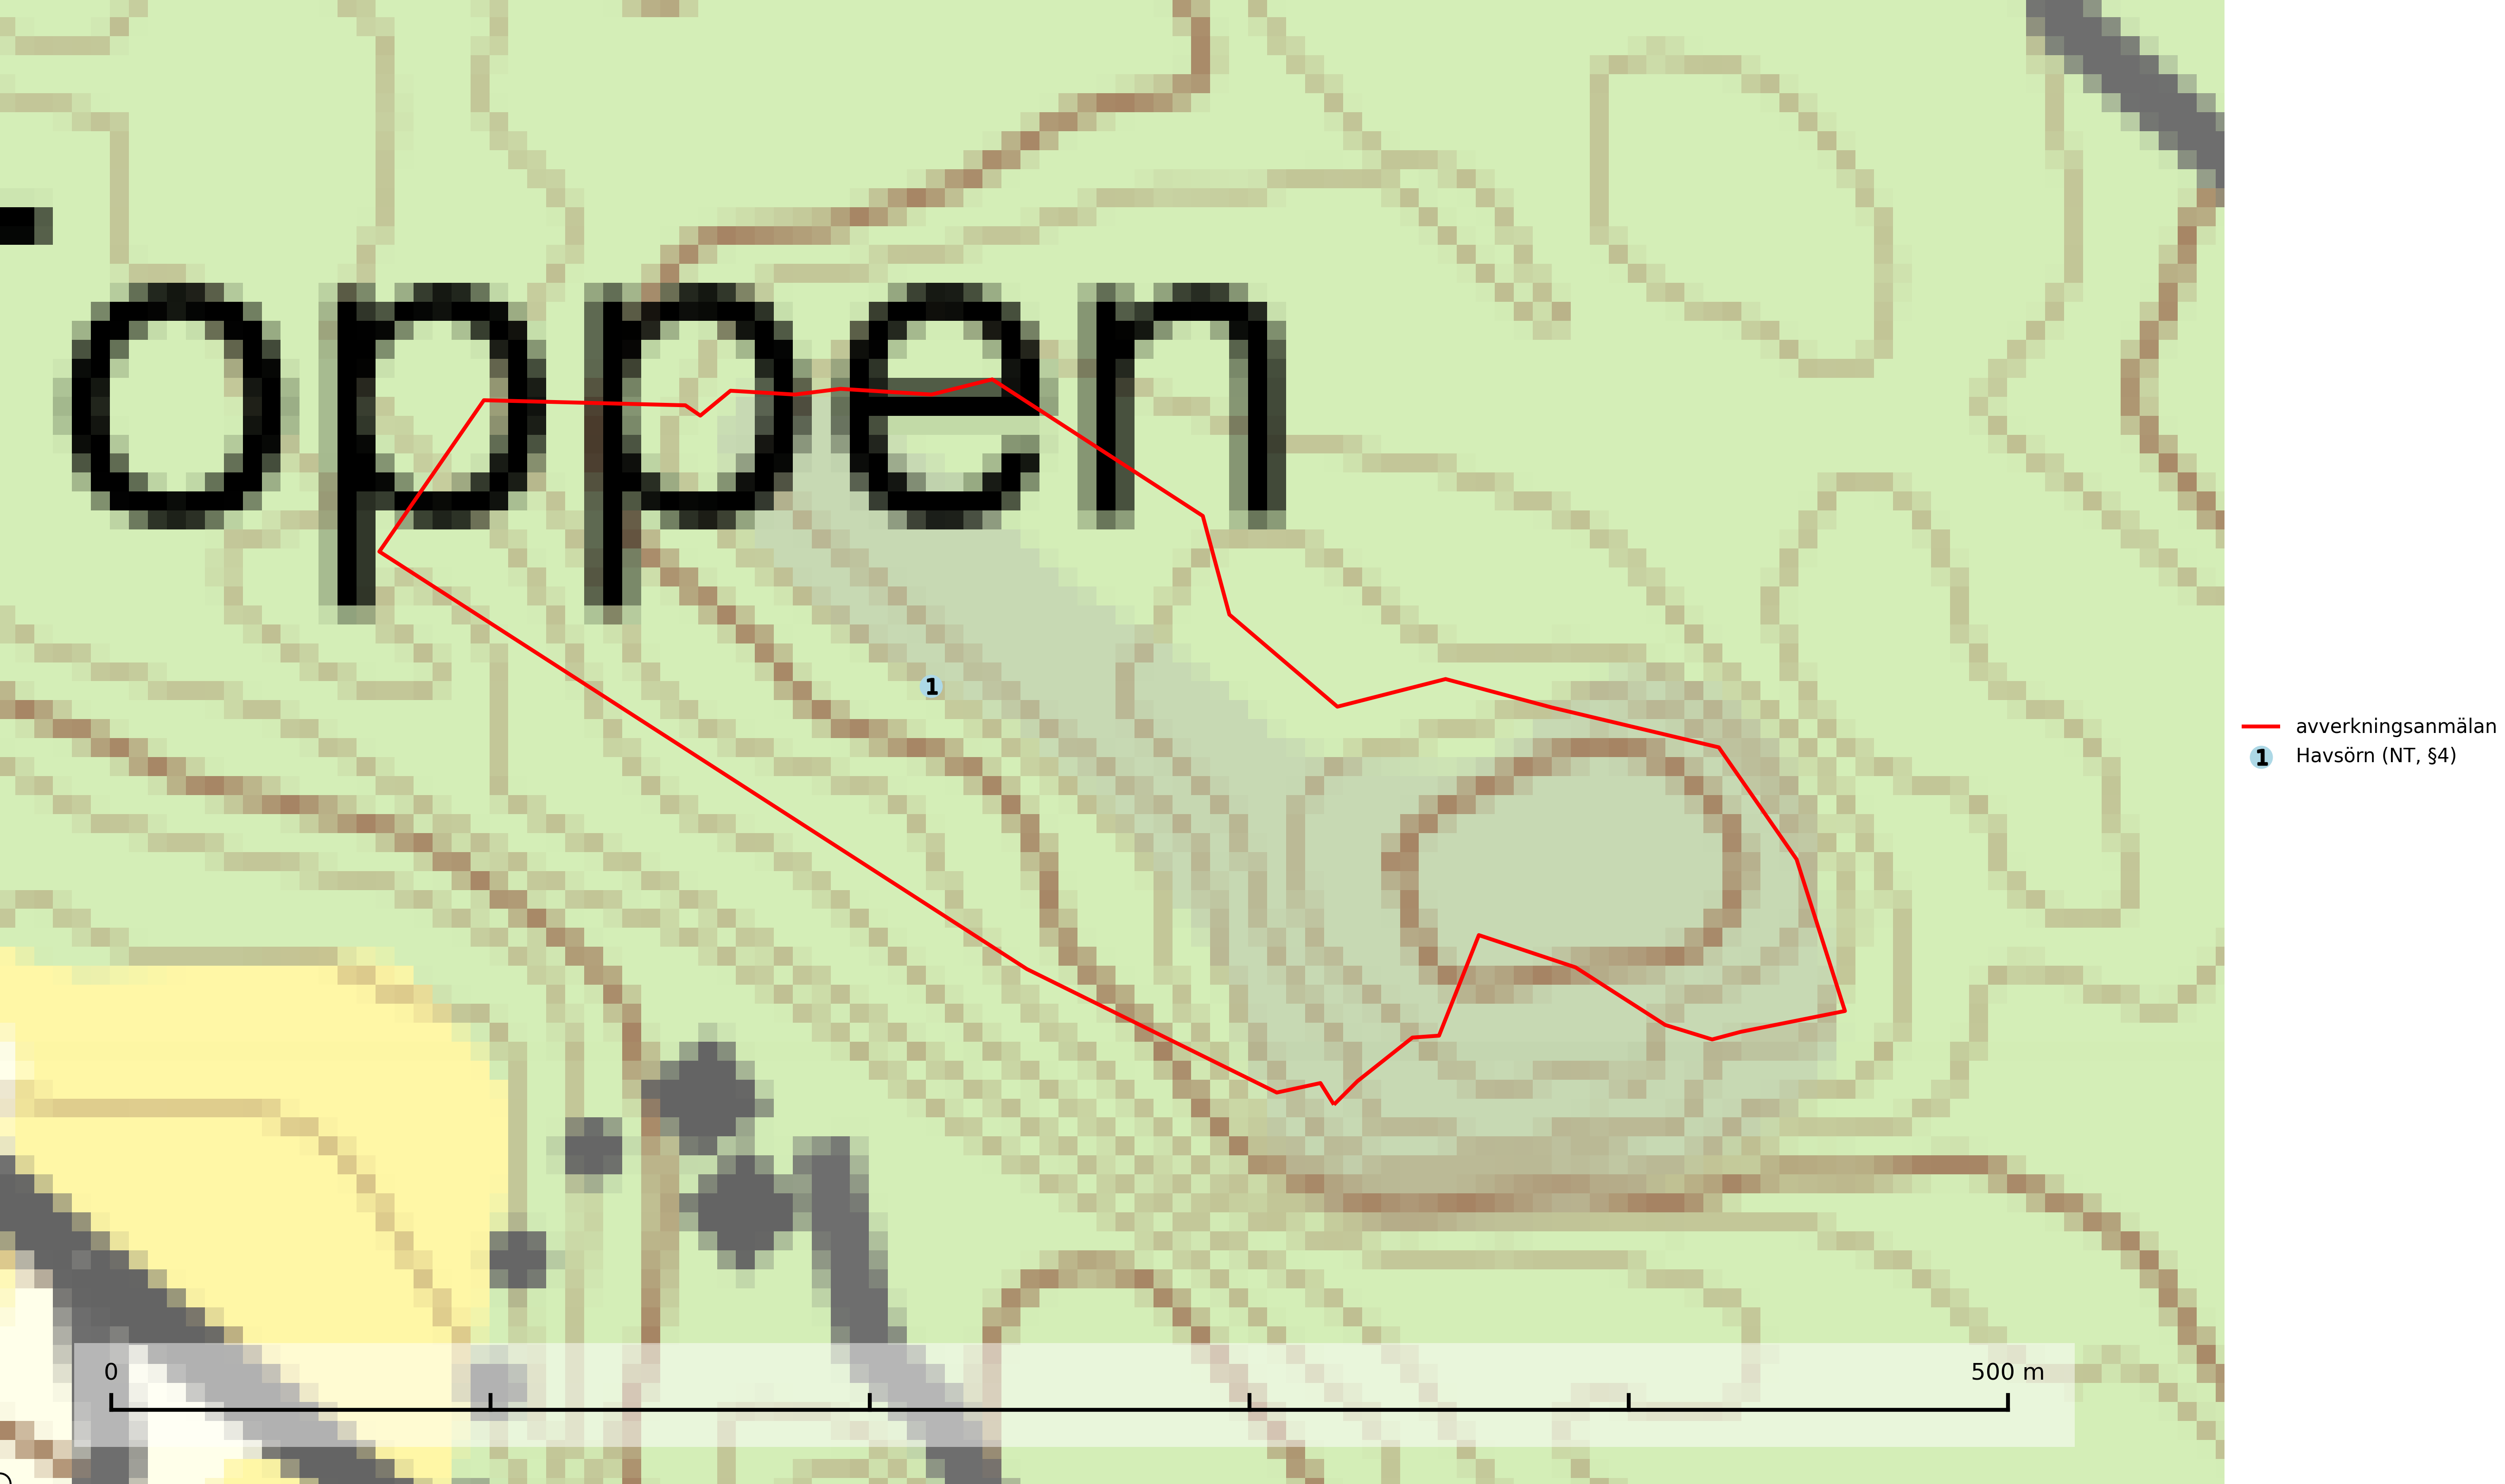 oppen
1
avverkningsanmälan
1 Havsörn (NT, §4)
0 500 m